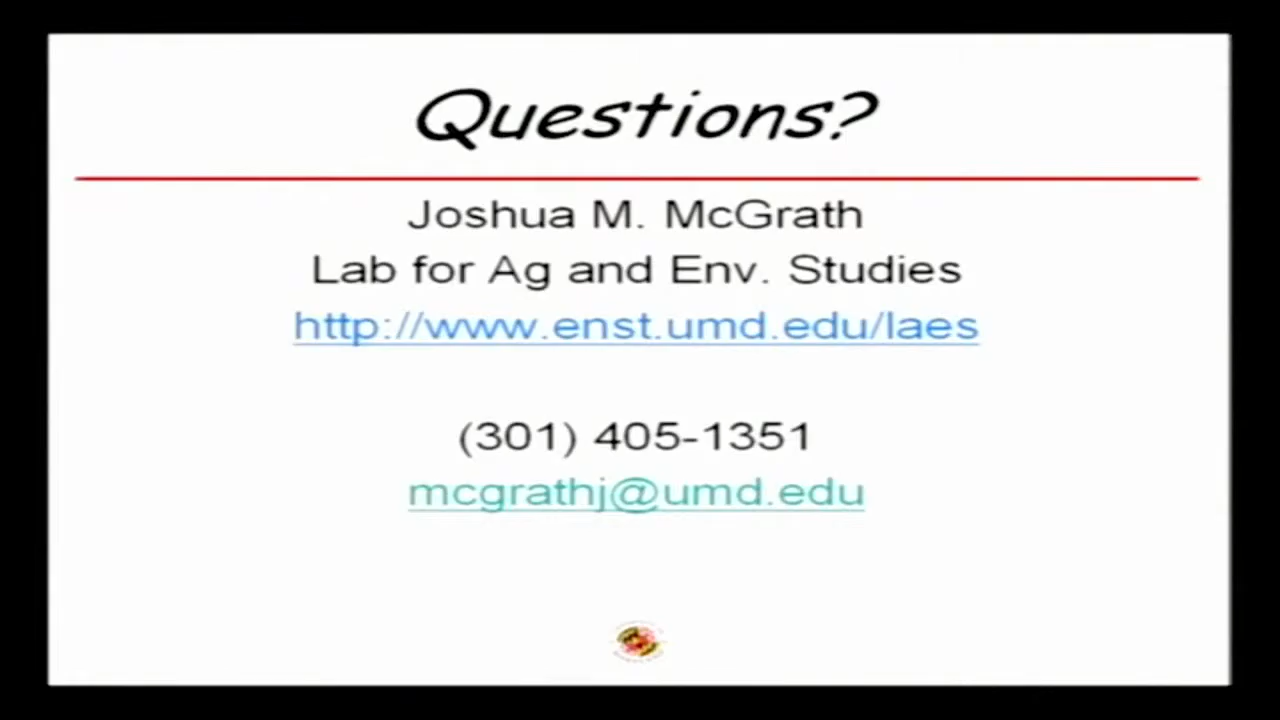 Questions?
Joshua M. McGrath
Lab for Ag and Env. Studies
http://www.enst.umd.edu/laes
(301) 405-1351
mcgrathj@umd.edu